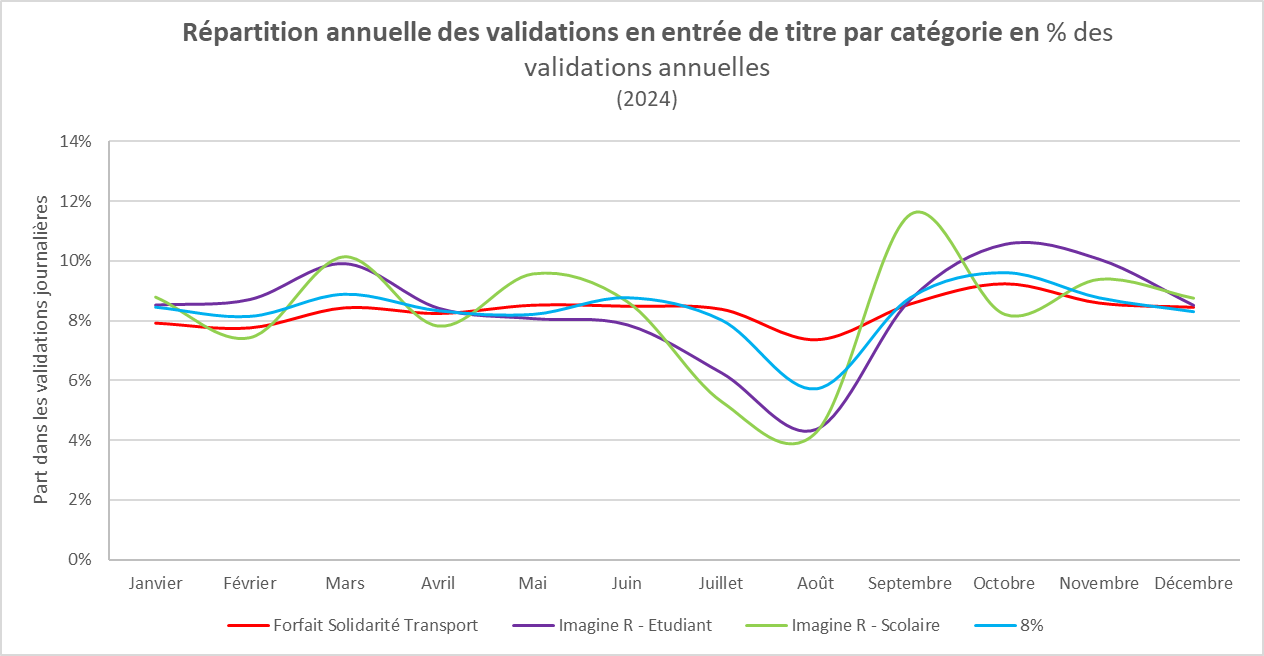 Répartition annuelle des validations en entrée de titre par catégorie en % des
validations annuelles
(2024)
Part dans les validations journalières
14%
12%
10%
8%
6%
4%
2%
0%
Janvier Février Mars Avril Mai Juin Juillet Août Septembre Octobre Novembre Décembre
Forfait Solidarité Transport Imagine R - Etudiant Imagine R - Scolaire 8%